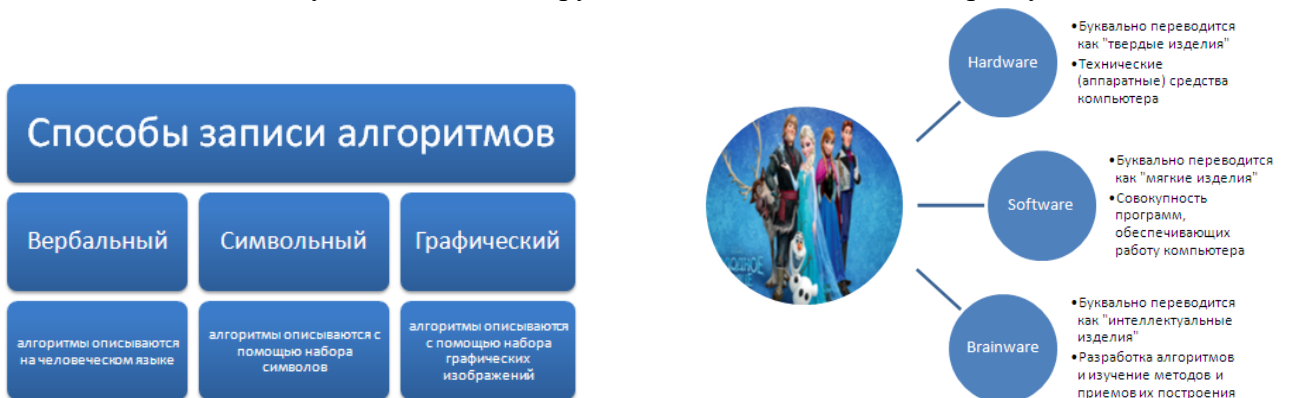 Способы записи алгоритмов
Вербальный
Символьный
Графический
алгоритмы описываются
на человеческом языке
алгоритмы описываются с
помощью набора
символов
алгоритмы описываются
с помощью набора
графических
изображений
Hardware
•Буквально переводится
как "твердые изделия"
•Технические
(аппаратные) средства
компьютера
Software
•Буквально переводится
как "мягкие изделия"
•Совокупность
программ,
обеспечивающих
работу компьютера
Brainware
•Буквально переводится
как "интеллектуальные
изделия"
•Разработка алгоритмов
и изучение методов и
приемов их построения